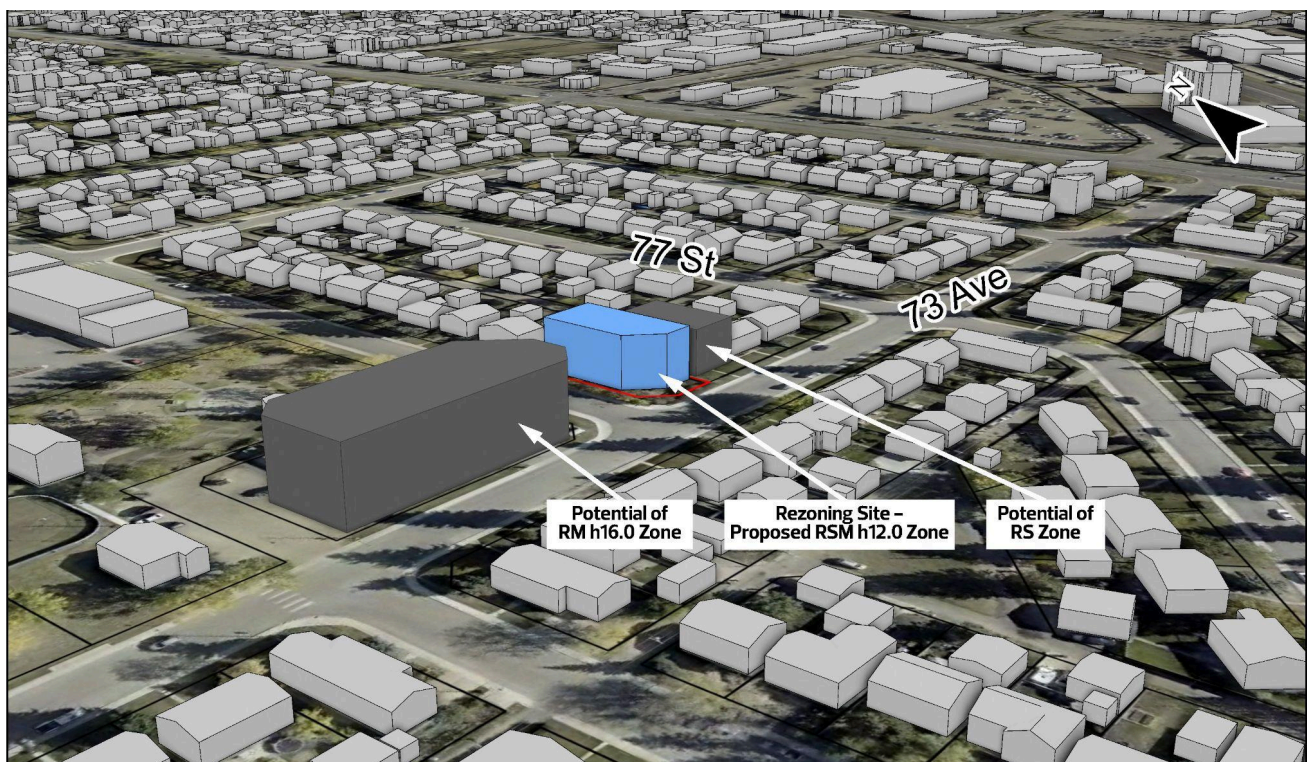 N
77 St
73 Ave
Potential of
RM h16.0 Zone
Rezoning Site –
Proposed RSM h12.0 Zone
Potential of
RS Zone